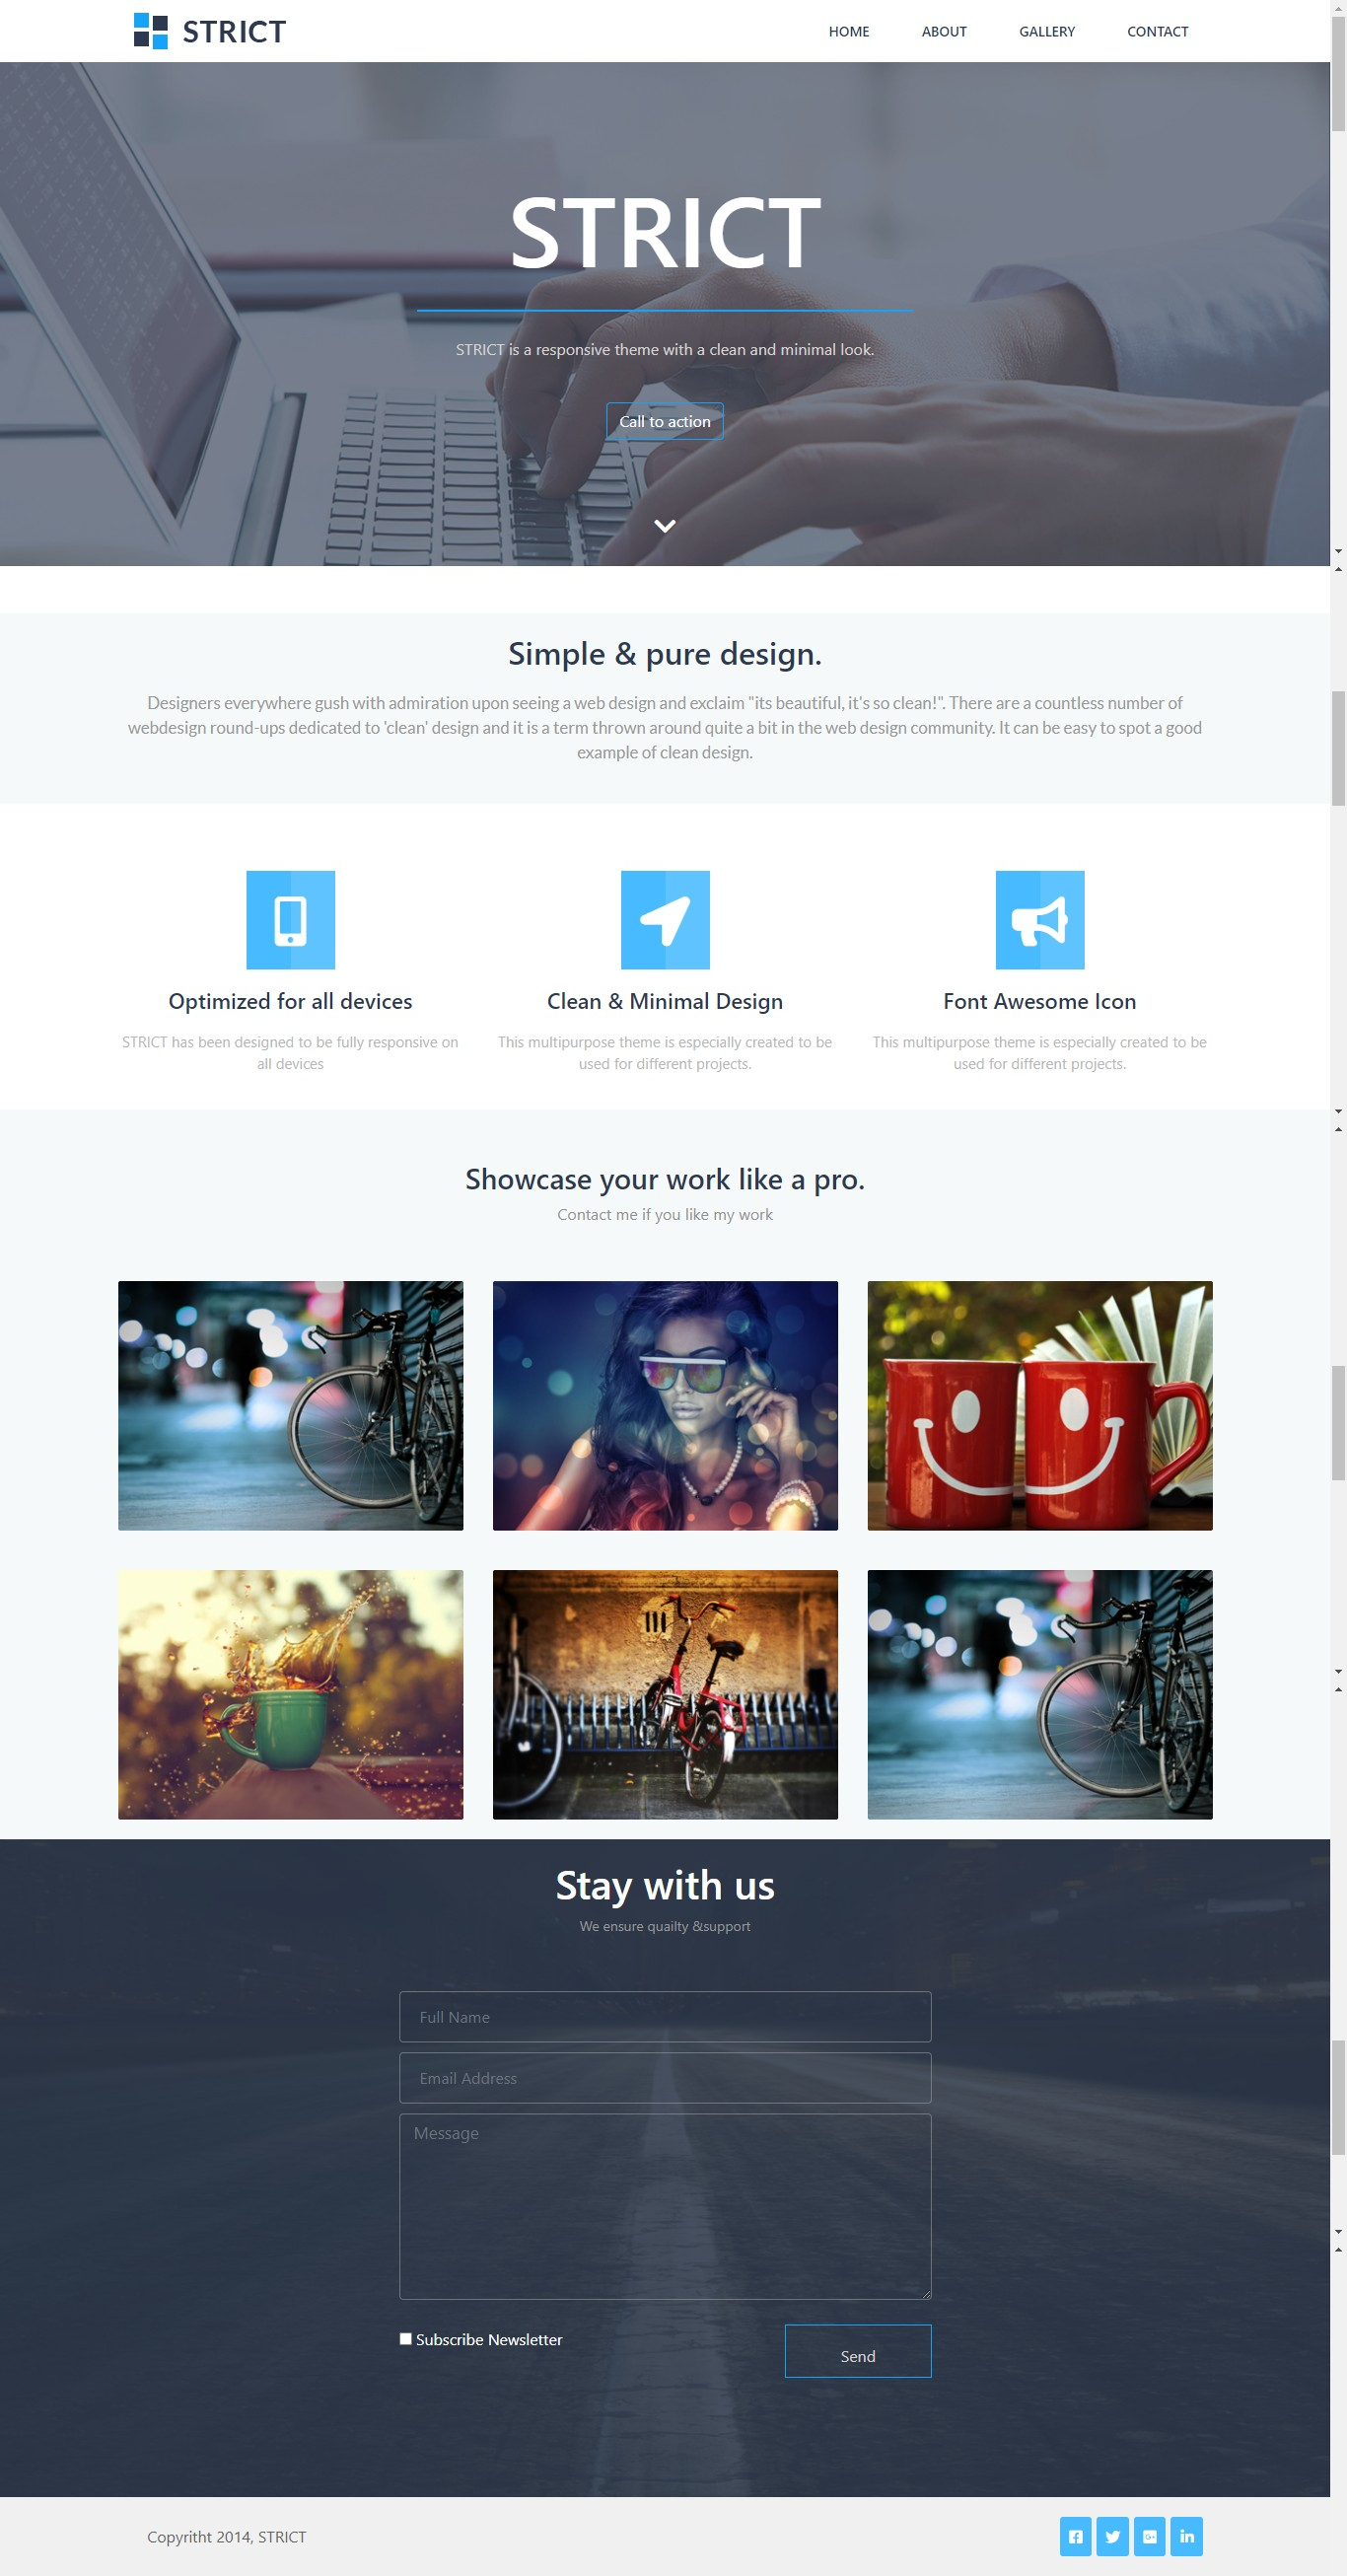 STRICT
HOME ABOUT GALLERY CONTACT
STRICT
STRICT is a responsive theme with a clean and minimal look.
Call to action
Simple & pure design.
Designers everywhere gush with admiration upon seeing a web design and exclaim "its beautiful, it's so clean!". There are a countless number of
webdesign round-ups dedicated to 'clean' design and it is a term thrown around quite a bit in the web design community. It can be easy to spot a good
example of clean design.
Optimized for all devices
STRICT has been designed to be fully responsive on
all devices
Clean & Minimal Design
This multipurpose theme is especially created to be
used for different projects.
Font Awesome Icon
This multipurpose theme is especially created to be
used for different projects.
Showcase your work like a pro.
Contact me if you like my work
Stay with us
We ensure quailty &support
Full Name
Email Address
Message
Subscribe Newsletter
Send
Copyritht 2014, STRICT